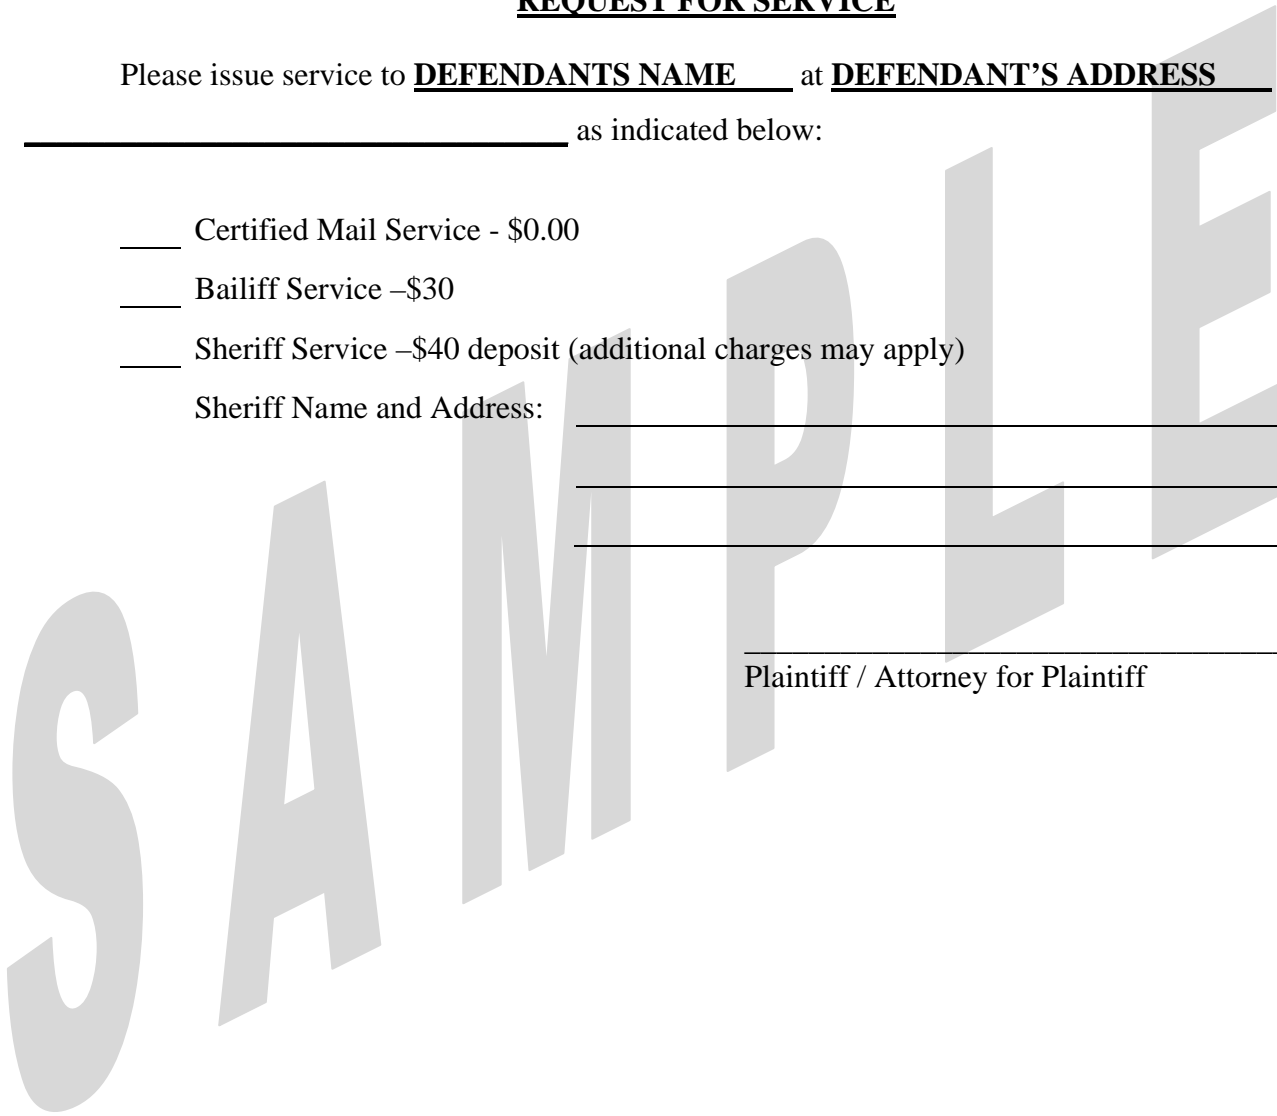 REQUEST FOR SERVICE
Please issue service to DEFENDANTS NAME at DEFENDANT’S ADDRESS
as indicated below:
Certified Mail Service - $0.00
Bailiff Service –$30
Sheriff Service –$40 deposit (additional charges may apply)
Sheriff Name and Address:
Plaintiff / Attorney for Plaintiff
SAMPLE